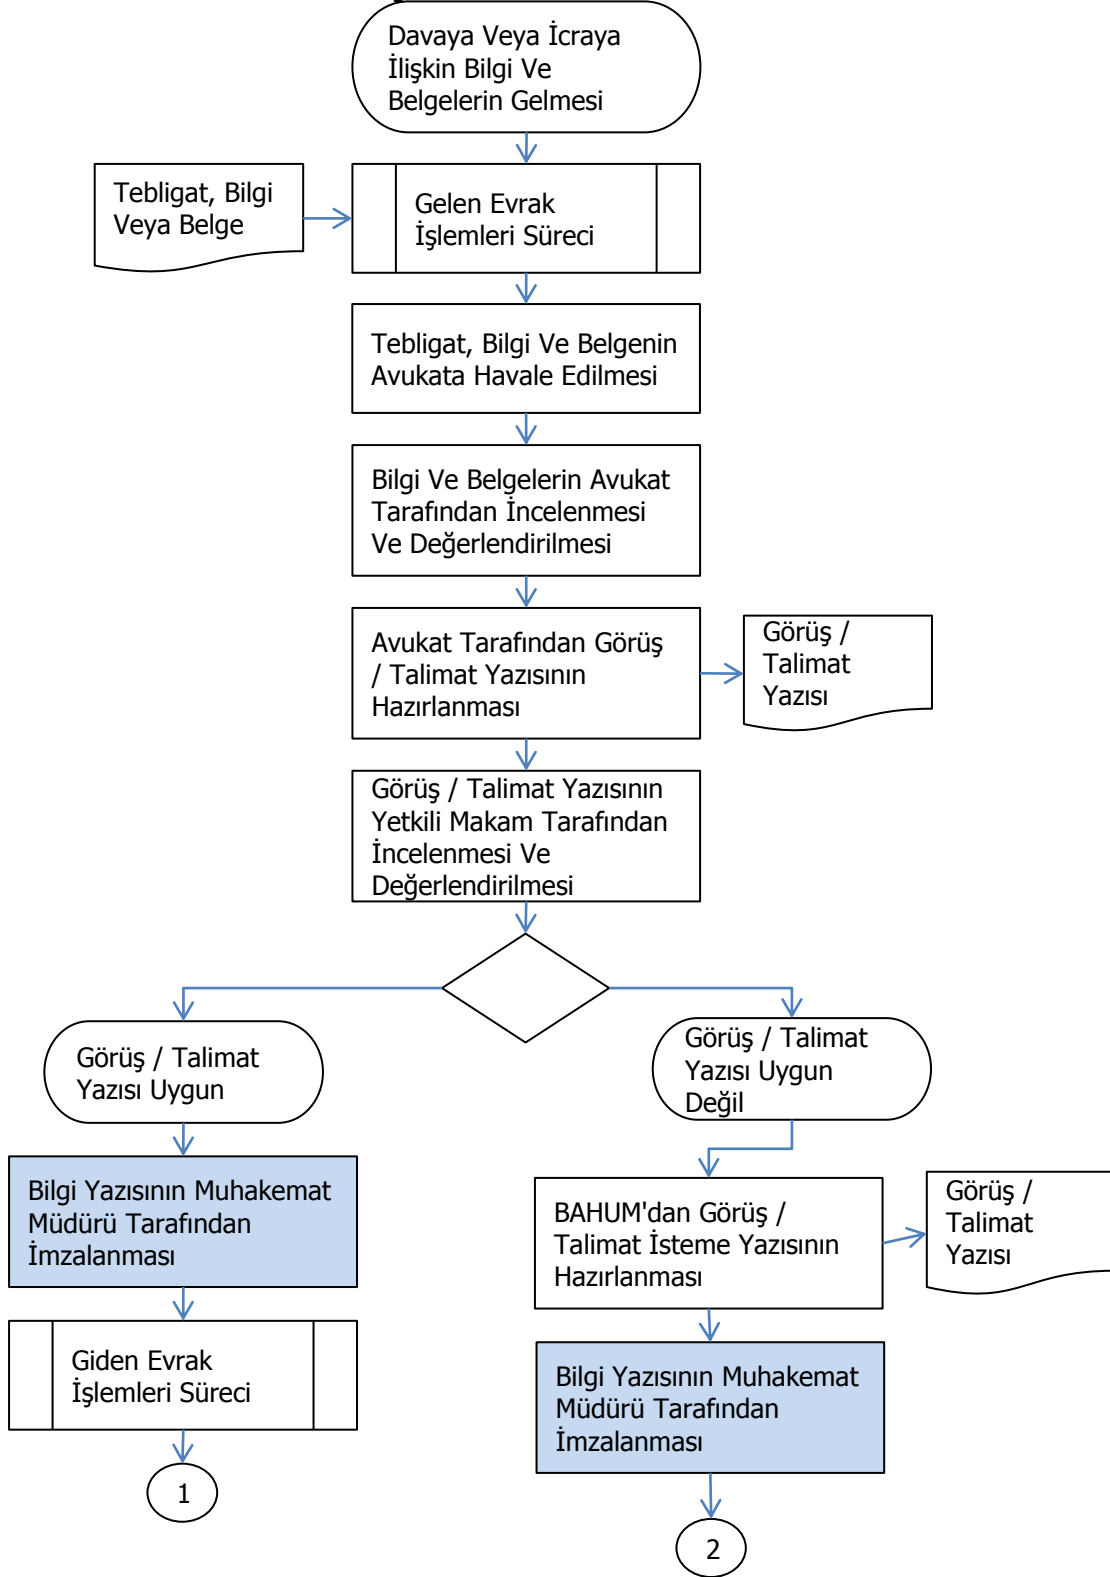 Davaya Veya İcraya
İlişkin Bilgi Ve
Belgelerin Gelmesi
Tebligat, Bilgi
Veya Belge
Gelen Evrak
İşlemleri Süreci
Tebligat, Bilgi Ve Belgenin
Avukata Havale Edilmesi
Bilgi Ve Belgelerin Avukat
Tarafından İncelenmesi
Ve Değerlendirilmesi
Avukat Tarafından Görüş
/ Talimat Yazısının
Hazırlanması
Görüş /
Talimat
Yazısı
Görüş / Talimat Yazısının
Yetkili Makam Tarafından
İncelenmesi Ve
Değerlendirilmesi
Görüş / Talimat
Yazısı Uygun
Görüş / Talimat
Yazısı Uygun
Değil
Bilgi Yazısının Muhakemat
Müdürü Tarafından
İmzalanması
BAHUM'dan Görüş /
Talimat İsteme Yazısının
Hazırlanması
Görüş /
Talimat
Yazısı
Giden Evrak
İşlemleri Süreci
Bilgi Yazısının Muhakemat
Müdürü Tarafından
İmzalanması
1
2